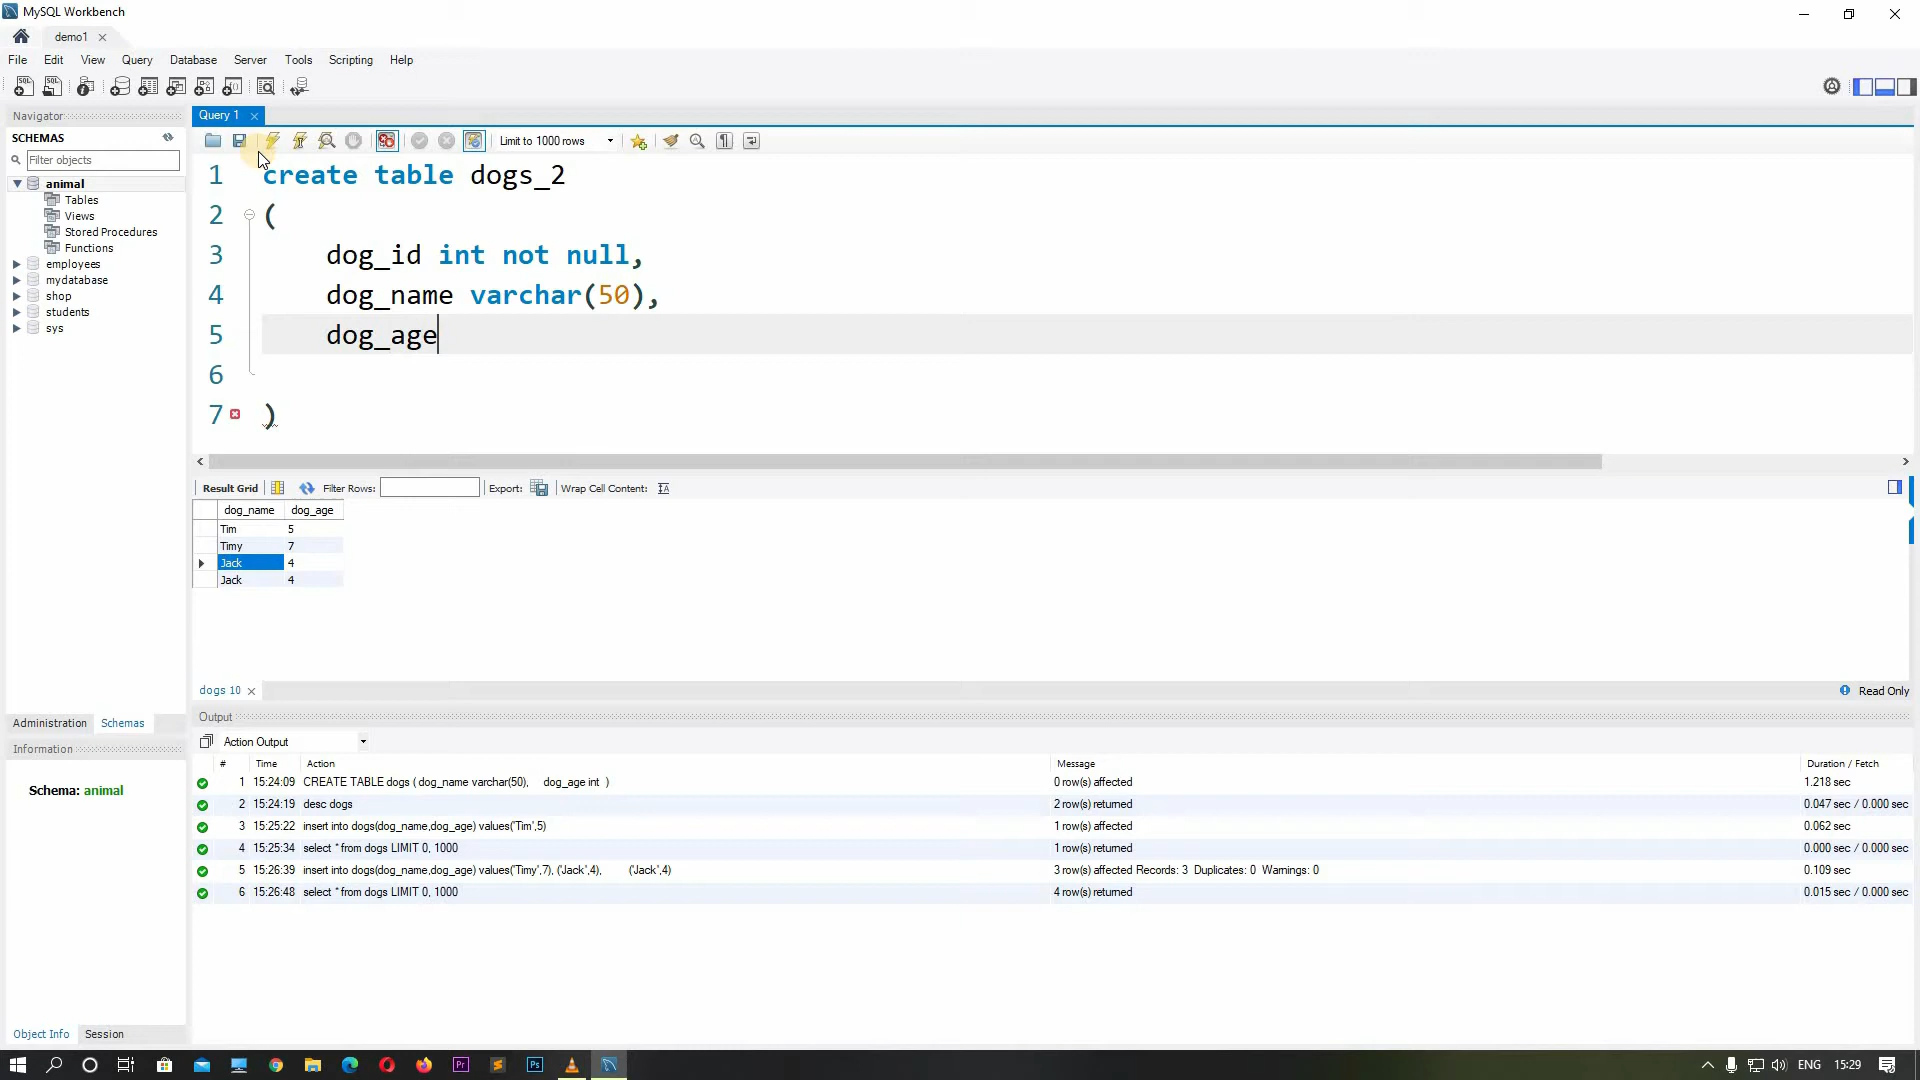 MySQL Workbench
demo1
File Edit View Query Database Server Tools Scripting Help
Navigator
SCHEMAS
Filter objects
animal
Tables
Views
Stored Procedures
Functions
employees
mydatabase
shop
students
sys
Administration Schemas
Information
Schema: animal
Object Info Session
Query 1
Limit to 1000 rows
1 create table dogs_2
2 (
3 dog_id int not null,
4 dog_name varchar(50),
5 dog_age
6
7 )
Result Grid Filter Rows: Export: Wrap Cell Content:
dog_name dog_age
Tim 5
Timy 7
Jack 4
Jack 4
dogs 10 Read Only
Output
Action Output
# Time Action Message Duration / Fetch
1 15:24:09 CREATE TABLE dogs ( dog_name varchar(50), dog_age int ) 0 row(s) affected 1.218 sec
2 15:24:19 desc dogs 2 row(s) returned 0.047 sec / 0.000 sec
3 15:25:22 insert into dogs(dog_name,dog_age) values('Tim',5) 1 row(s) affected 0.062 sec
4 15:25:34 select * from dogs LIMIT 0, 1000 1 row(s) returned 0.000 sec / 0.000 sec
5 15:26:39 insert into dogs(dog_name,dog_age) values('Timy',7), ('Jack',4), ('Jack',4) 3 row(s) affected Records: 3 Duplicates: 0 Warnings: 0 0.109 sec
6 15:26:48 select * from dogs LIMIT 0, 1000 4 row(s) returned 0.015 sec / 0.000 sec
Pr Ps ENG 15:29